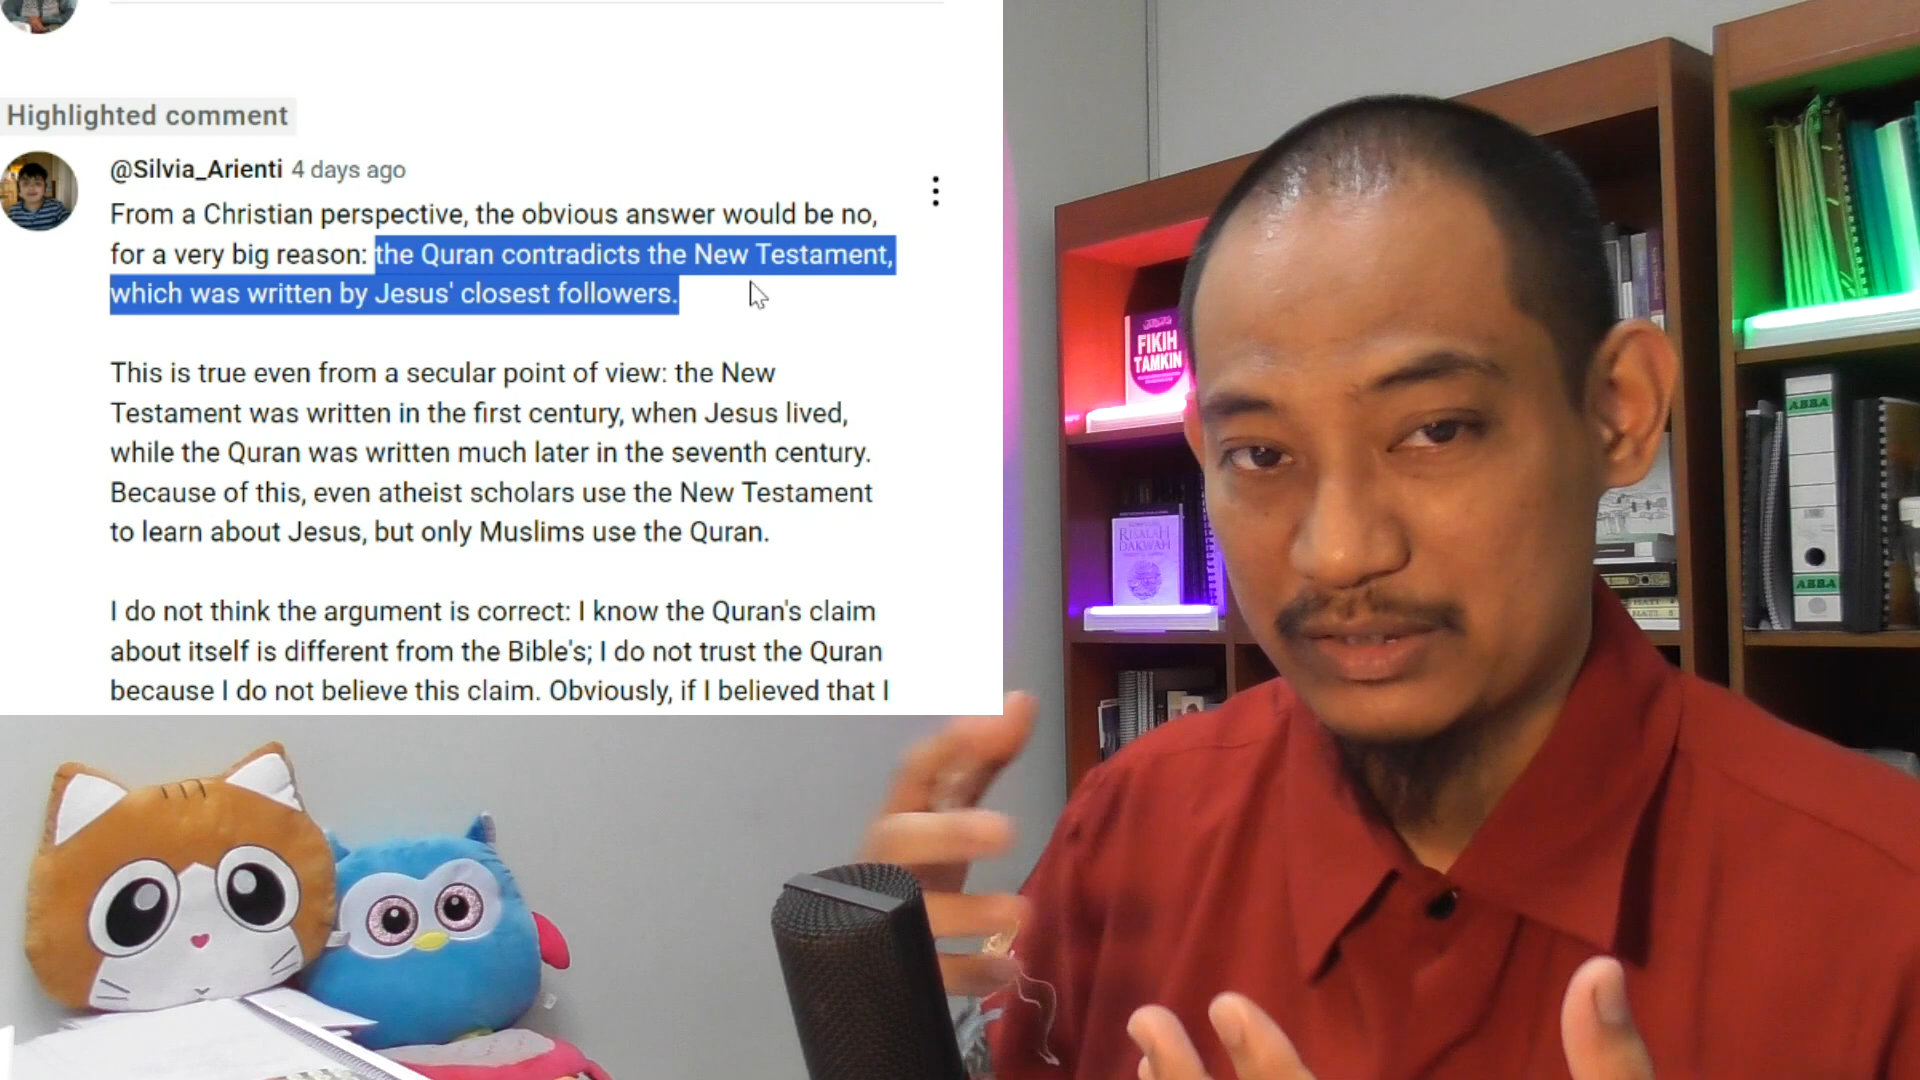 Highlighted comment
@Silvia_Arienti 4 days ago
From a Christian perspective, the obvious answer would be no,
for a very big reason: the Quran contradicts the New Testament,
which was written by Jesus' closest followers.
This is true even from a secular point of view: the New
Testament was written in the first century, when Jesus lived,
while the Quran was written much later in the seventh century.
Because of this, even atheist scholars use the New Testament
to learn about Jesus, but only Muslims use the Quran.
I do not think the argument is correct: I know the Quran's claim
about itself is different from the Bible's; I do not trust the Quran
because I do not believe this claim. Obviously, if I believed that I
FIKIH
TAMKIN
RISALAH
DAKWAH
ABBA
ABBA
HATI
HATI